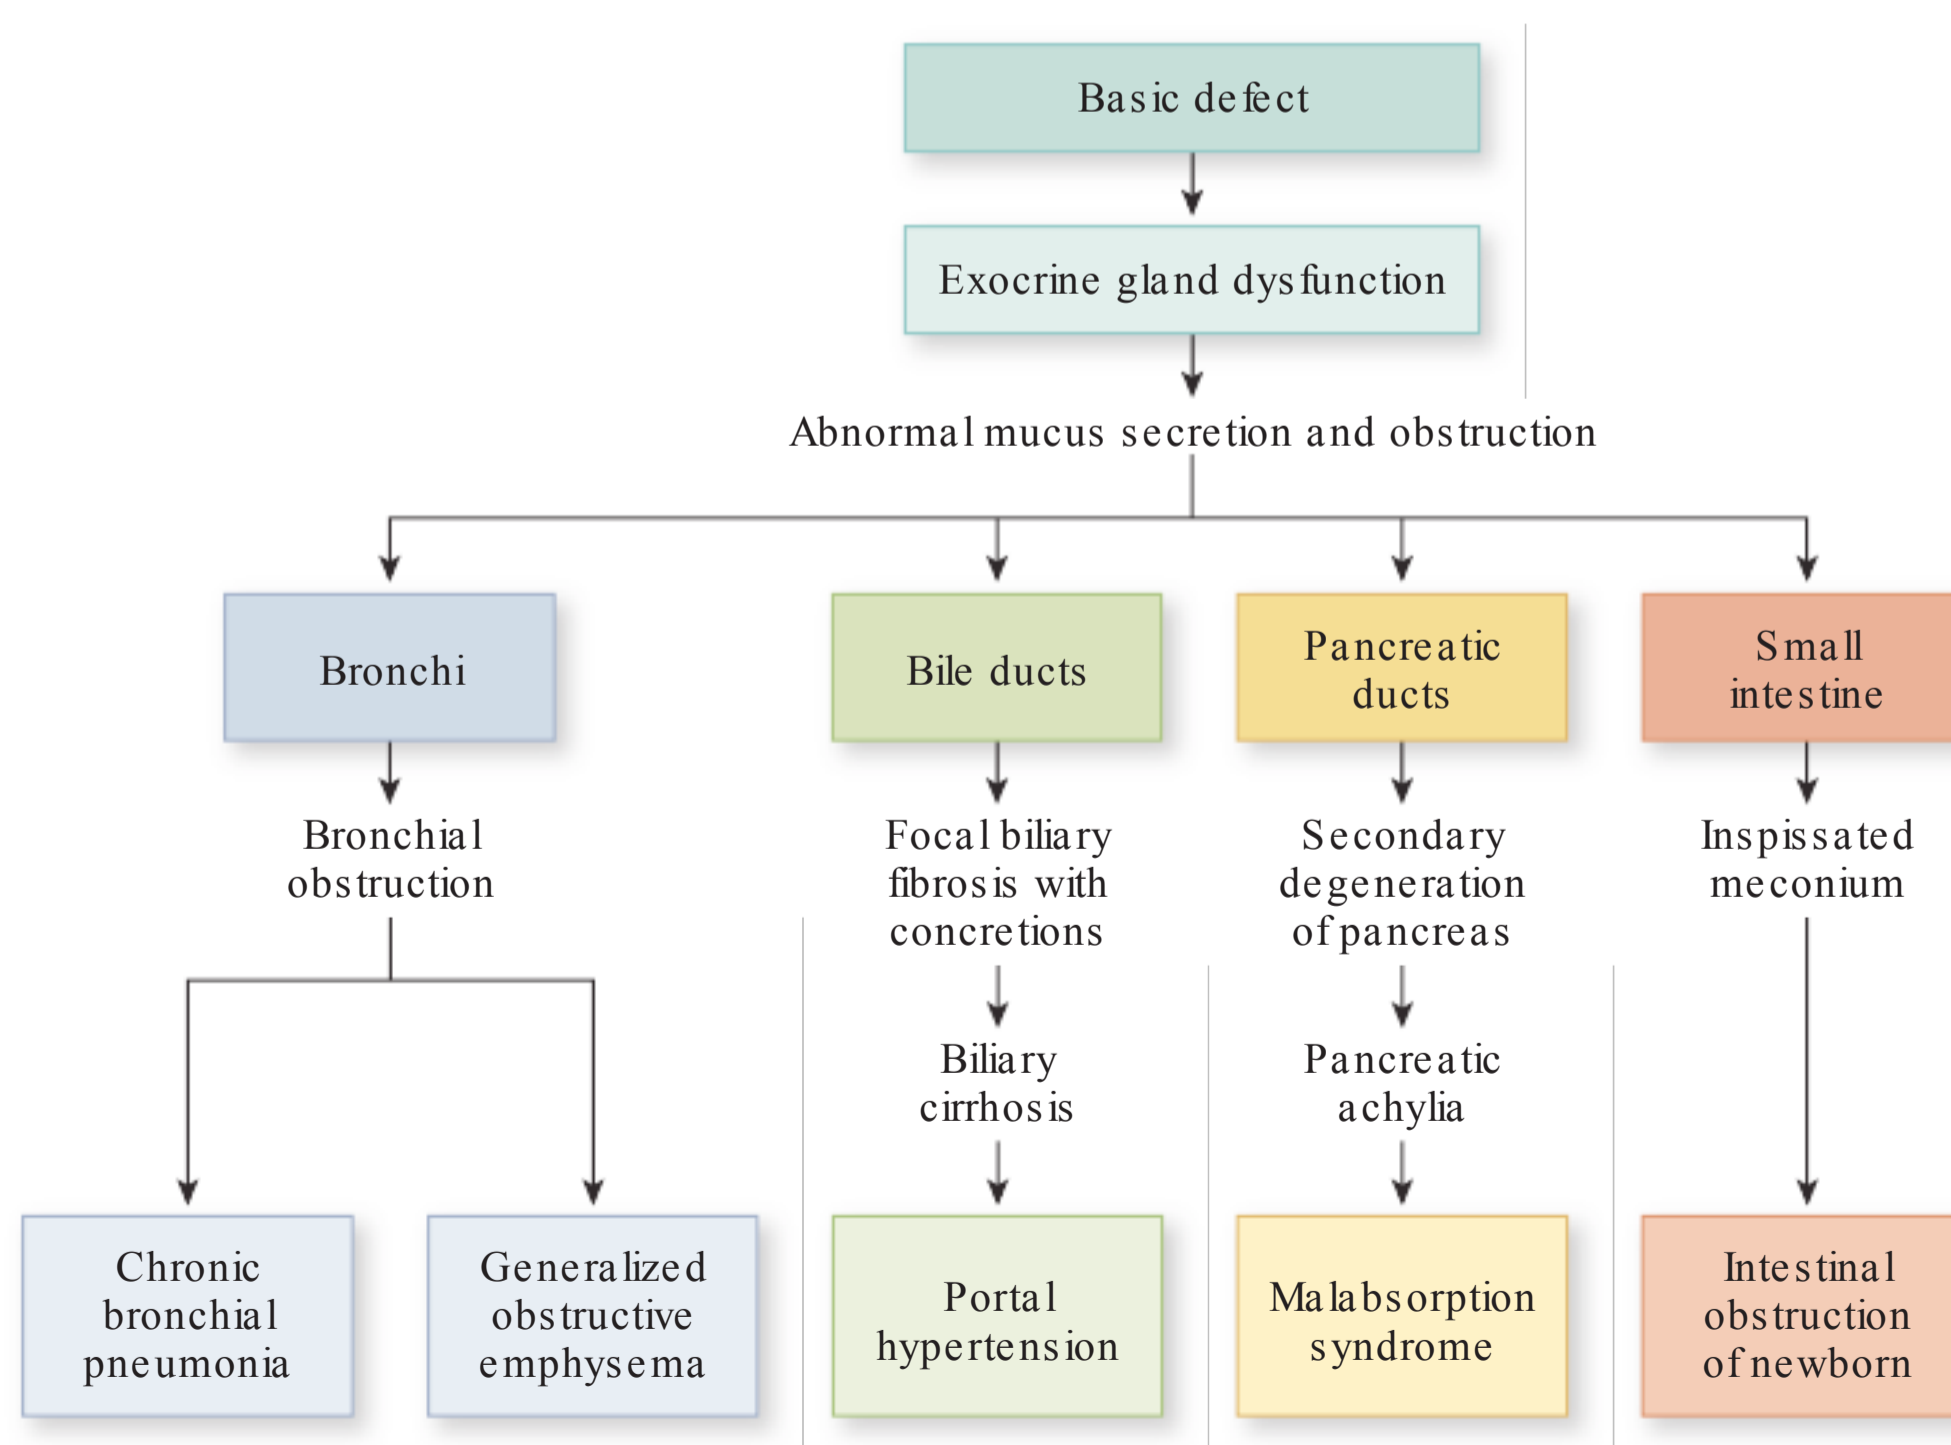 Basic defect
Exocrine gland dysfunction
Abnormal mucus secretion and obstruction
Bronchi
Bile ducts
Pancreatic
ducts
Small
intestine
Bronchial
obstruction
Focal biliary
fibrosis with
concretions
Secondary
degeneration
of pancreas
Inspissated
meconium
Biliary
cirrhosis
Pancreatic
achylia
Chronic
bronchial
pneumonia
Generalized
obstructive
emphysema
Portal
hypertension
Malabsorption
syndrome
Intestinal
obstruction
of newborn